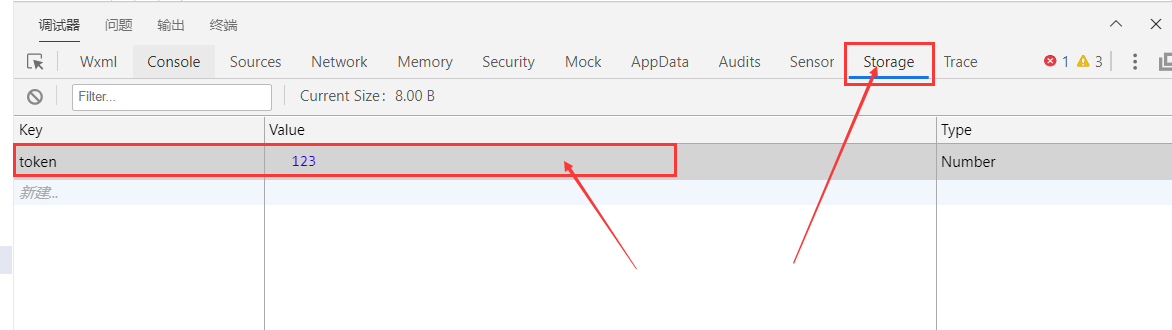 调试器 问题 输出 终端
Wxml Console Sources Network Memory Security Mock AppData Audits Sensor Storage Trace 1 3
Filter... Current Size: 8.00 B
Key Value Type
token 123 Number
新建...